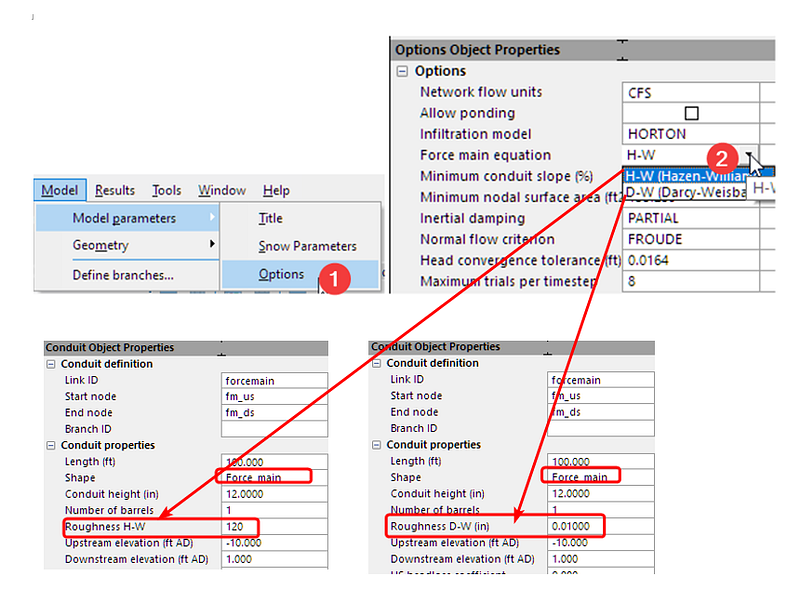 Options Object Properties
Options
Network flow units CFS
Allow ponding
Infiltration model HORTON
Force main equation H-W
2
Minimum conduit slope (%) H-W (Hazen-Williams
Minimum nodal surface area (ft2 D-W (Darcy-Weisba H-W
Inertial damping PARTIAL
Normal flow criterion FROUDE
Head convergence tolerance (ft) 0.0164
Maximum trials per timestep 8
Model Results Tools Window Help
Model parameters Title
Geometry Snow Parameters
Define branches... Options
1
Conduit Object Properties
Conduit definition
Link ID forcemain
Start node fm_us
End node fm_ds
Branch ID
Conduit properties
Length (ft) 100.000
Shape Force_main
Conduit height (in) 12.0000
Number of barrels 1
Roughness H-W 120
Upstream elevation (ft AD) -10.000
Downstream elevation (ft AD) 1.000
Conduit Object Properties
Conduit definition
Link ID forcemain
Start node fm_us
End node fm_ds
Branch ID
Conduit properties
Length (ft) 100.000
Shape Force_main
Conduit height (in) 12.0000
Number of barrels 1
Roughness D-W (in) 0.01000
Upstream elevation (ft AD) -10.000
Downstream elevation (ft AD) 1.000